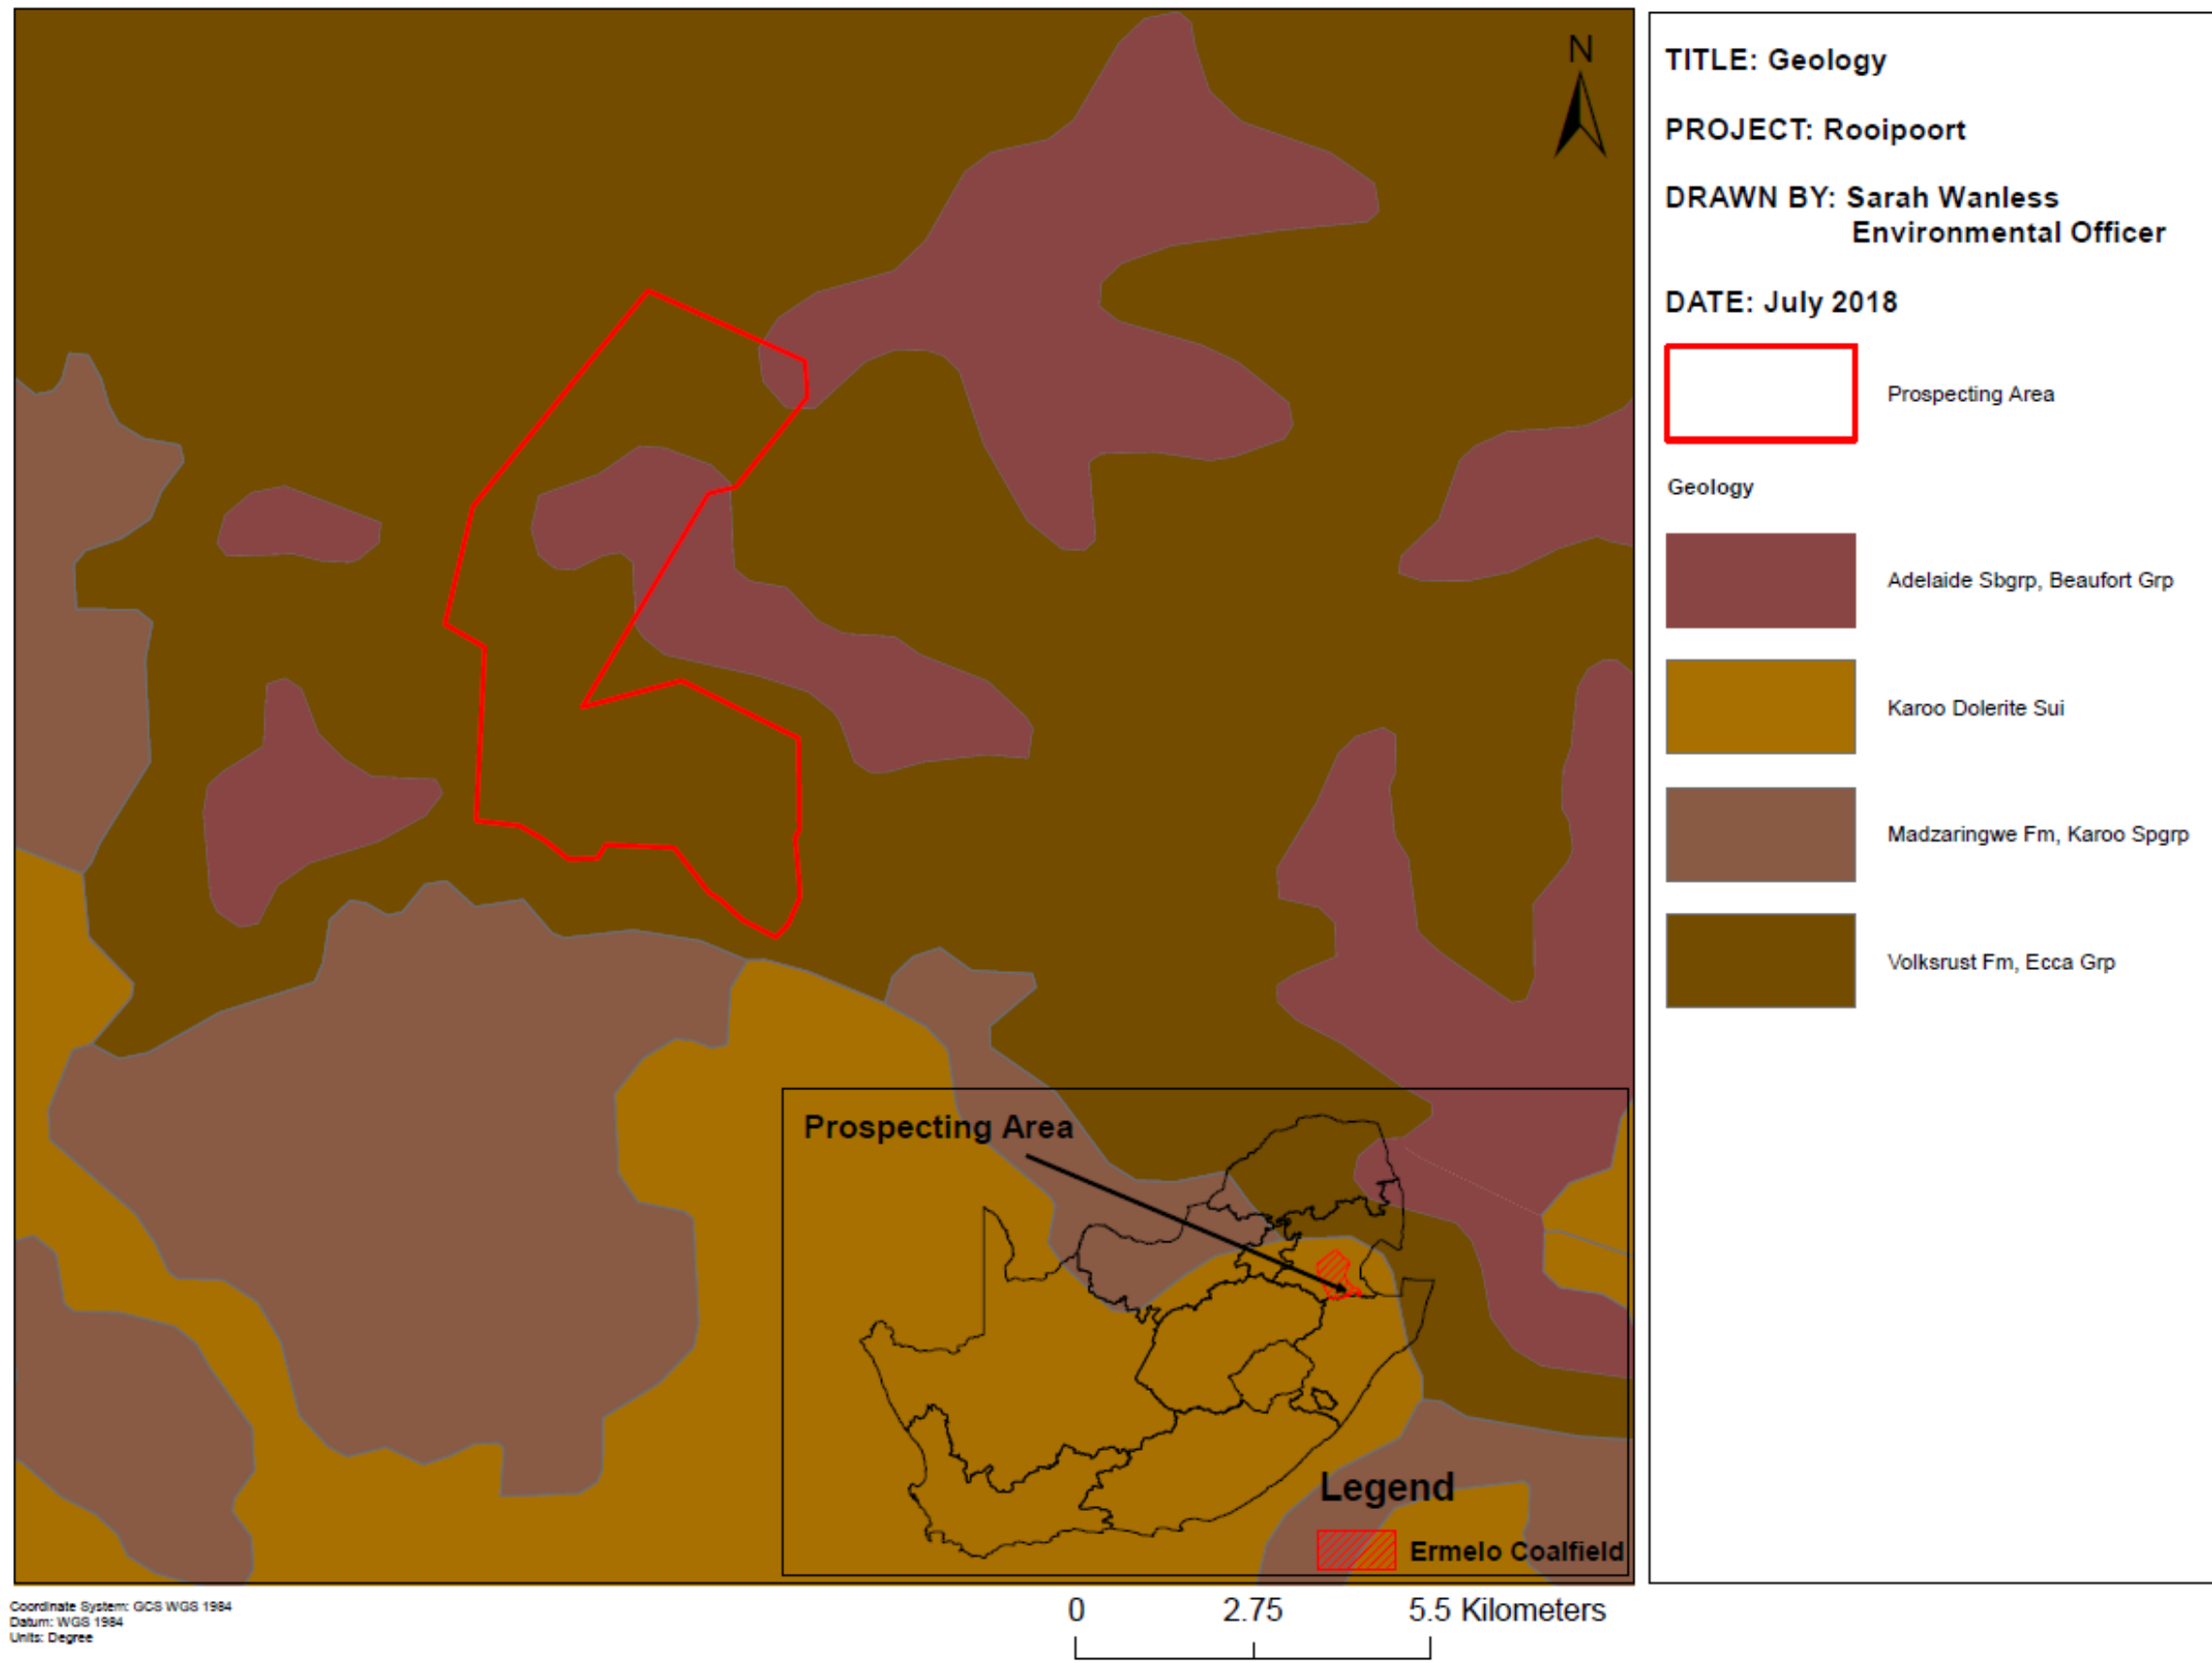 N
TITLE: Geology
PROJECT: Rooipoort
DRAWN BY: Sarah Wanless
Environmental Officer
DATE: July 2018
Prospecting Area
Geology
Adelaide Sbgrp, Beaufort Grp
Karoo Dolerite Sui
Madzaringwe Fm, Karoo Spgrp
Volksrust Fm, Ecca Grp
Prospecting Area
Legend
Ermelo Coalfield
Coordinate System: GCS WGS 1984
Datum: WGS 1984
Units: Degree
0 2.75 5.5 Kilometers